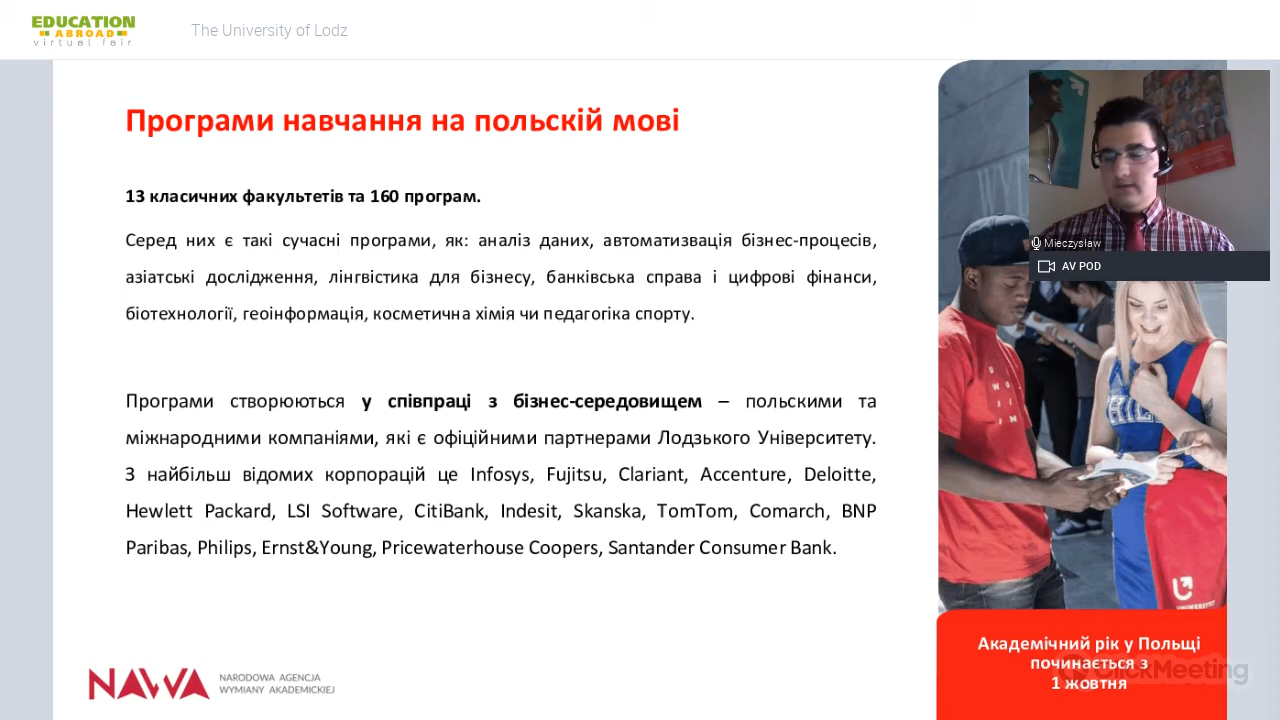 EDUCATION
ABROAD
virtual fair
The University of Lodz
Програми навчання на польскій мові
13 класичних факультетів та 160 програм.
Серед них є такі сучасні програми, як: аналіз даних, автоматизвація бізнес-процесів,
азіатські дослідження, лінгвістика для бізнесу, банківська справа і цифрові фінанси,
біотехнології, геоінформація, косметична хімія чи педагогіка спорту.
Програми створюються у співпраці з бізнес-середовищем – польскими та
міжнародними компаніями, які є офіційними партнерами Лодзького Університету.
З найбільш відомих корпорацій це Infosys, Fujitsu, Clariant, Accenture, Deloitte,
Hewlett Packard, LSI Software, CitiBank, Indesit, Skanska, TomTom, Comarch, BNP
Paribas, Philips, Ernst&Young, Pricewaterhouse Coopers, Santander Consumer Bank.
Mieczysław
AV POD
NAWA
NARODOWA AGENCJA
WYMIANY AKADEMICKIEJ
Академічний рік у Польщі
починається з
1 жовтня
ClickMeeting